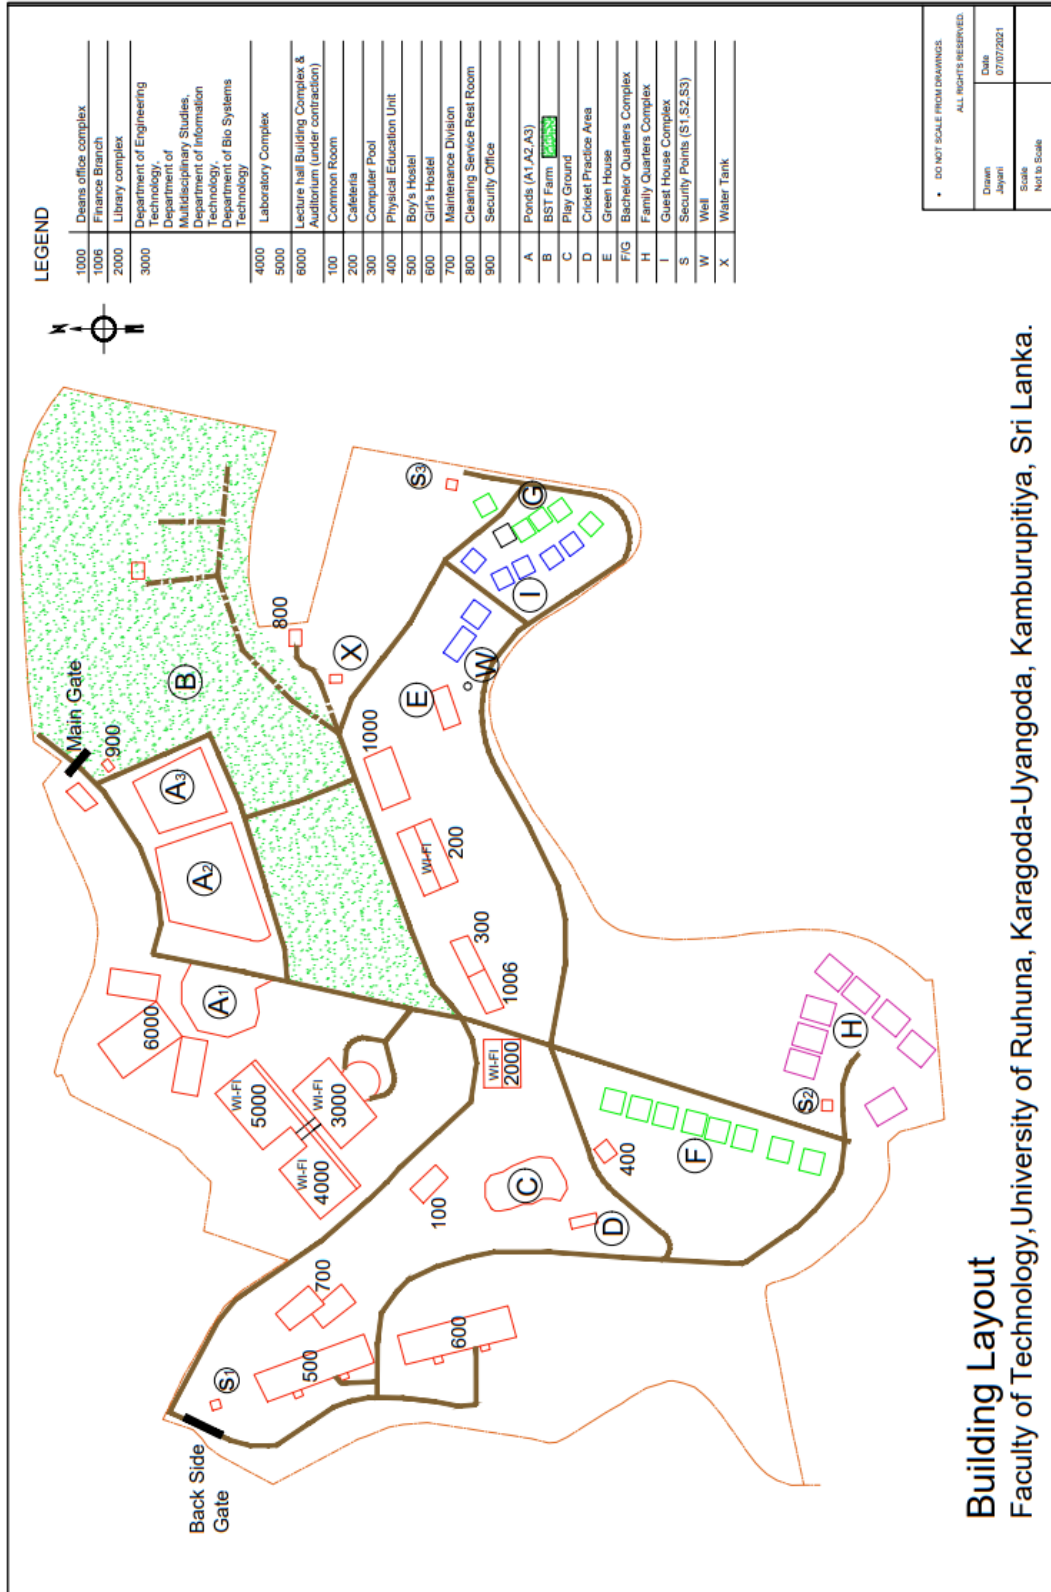 LEGEND
1000 Deans office complex
1006 Finance Branch
2000 Library complex
3000 Department of Engineering
Technology,
Department of
Multidisciplinary Studies,
Department of Information
Technology,
Department of Bio Systems
Technology
4000 Laboratory Complex
5000
6000 Lecture hall Building Complex &
Auditorium (under contraction)
100 Common Room
200 Cafeteria
300 Computer Pool
400 Physical Education Unit
500 Boy's Hostel
600 Girl's Hostel
700 Maintenance Division
800 Cleaning Service Rest Room
900 Security Office
A Ponds (A1,A2,A3)
B BST Farm
C Play Ground
D Cricket Practice Area
E Green House
F/G Bachelor Quarters Complex
H Family Quarters Complex
I Guest House Complex
S Security Points (S1,S2,S3)
W Well
X Water Tank
N
Main Gate
900
B
A3
A2
A1
6000
WI-FI
5000
WI-FI
3000
WI-FI
4000
800
X
1000
E
W
I
G
S3
WI-FI
200
300
1006
WI-FI
2000
100
C
D
400
F
H
S2
700
500
600
S1
Back Side
Gate
• DO NOT SCALE FROM DRAWINGS.
ALL RIGHTS RESERVED.
Drawn
Jayani
Date
07/07/2021
Scale
Not to Scale
Building Layout
Faculty of Technology,University of Ruhuna, Karagoda-Uyangoda, Kamburupitiya, Sri Lanka.